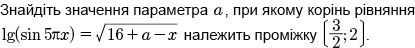 Знайдіть значення параметра a, при якому корінь рівняння
lg(sin 5πx) = √(16 + a − x) належить проміжку [3/2; 2].